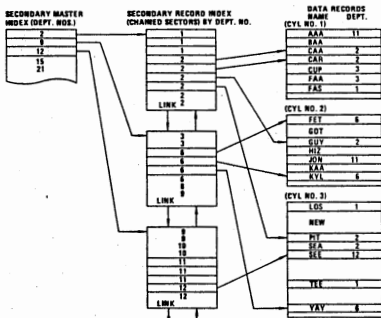 SECONDARY MASTER
INDEX (DEPT. NOS.)
2
9
12
15
21
SECONDARY RECORD INDEX
(CHAINED SECTORS) BY DEPT. NO.
1
1
1
2
2
2
2
2
2
LINK
3
3
6
6
6
6
8
9
LINK
9
9
10
10
11
11
11
12
12
LINK
DATA RECORDS
NAME DEPT.
(CYL NO. 1)
AAA 11
BAA
CAA 2
CAR 2
CUP 3
FAA 3
FAS 1
(CYL NO. 2)
FET 6
GOT
GUY 2
HIZ
JON 11
KAA
KYL 6
(CYL NO. 3)
LOS 1
NEW
PIT 2
SEA 2
SEE 12
TEE 1
YAY 6